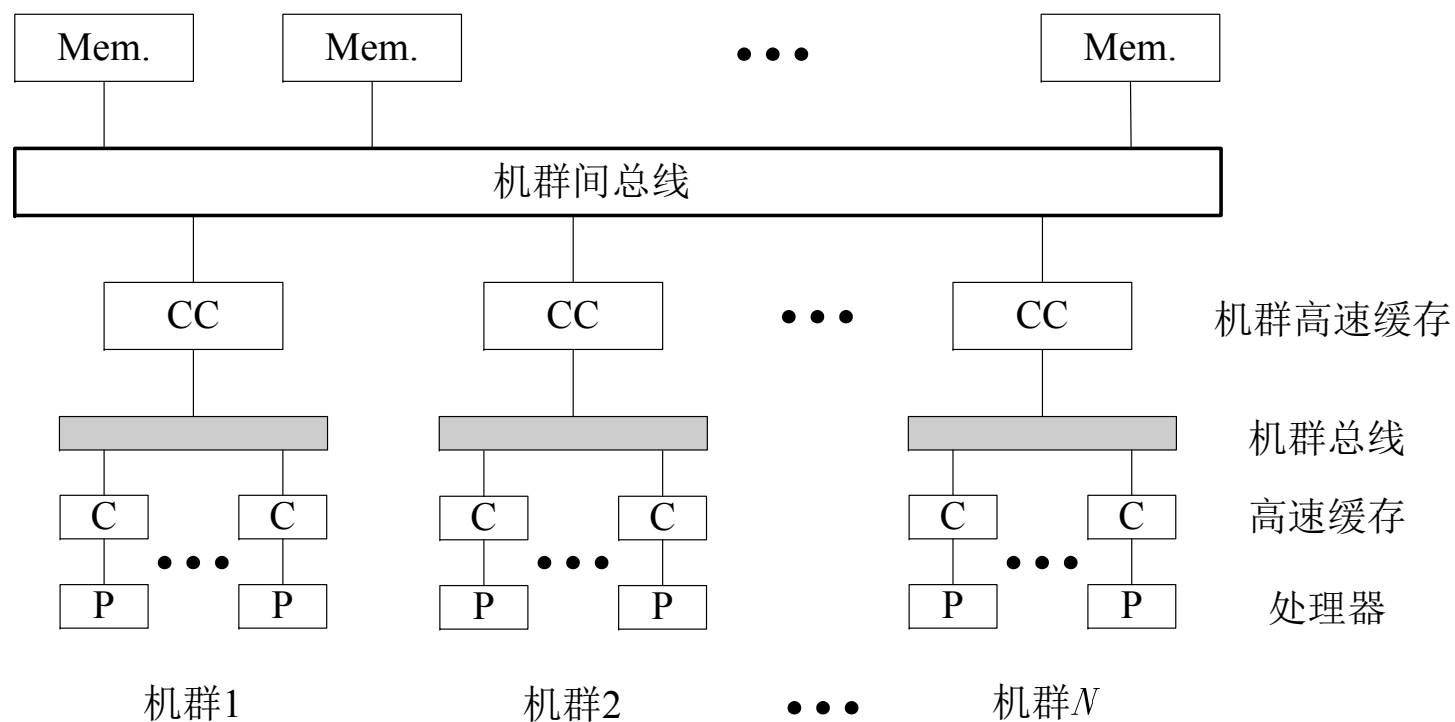 Mem. Mem. Mem.
机群间总线
CC CC CC 机群高速缓存
机群总线
C C C C C C 高速缓存
P P P P P P 处理器
机群1 机群2 机群N